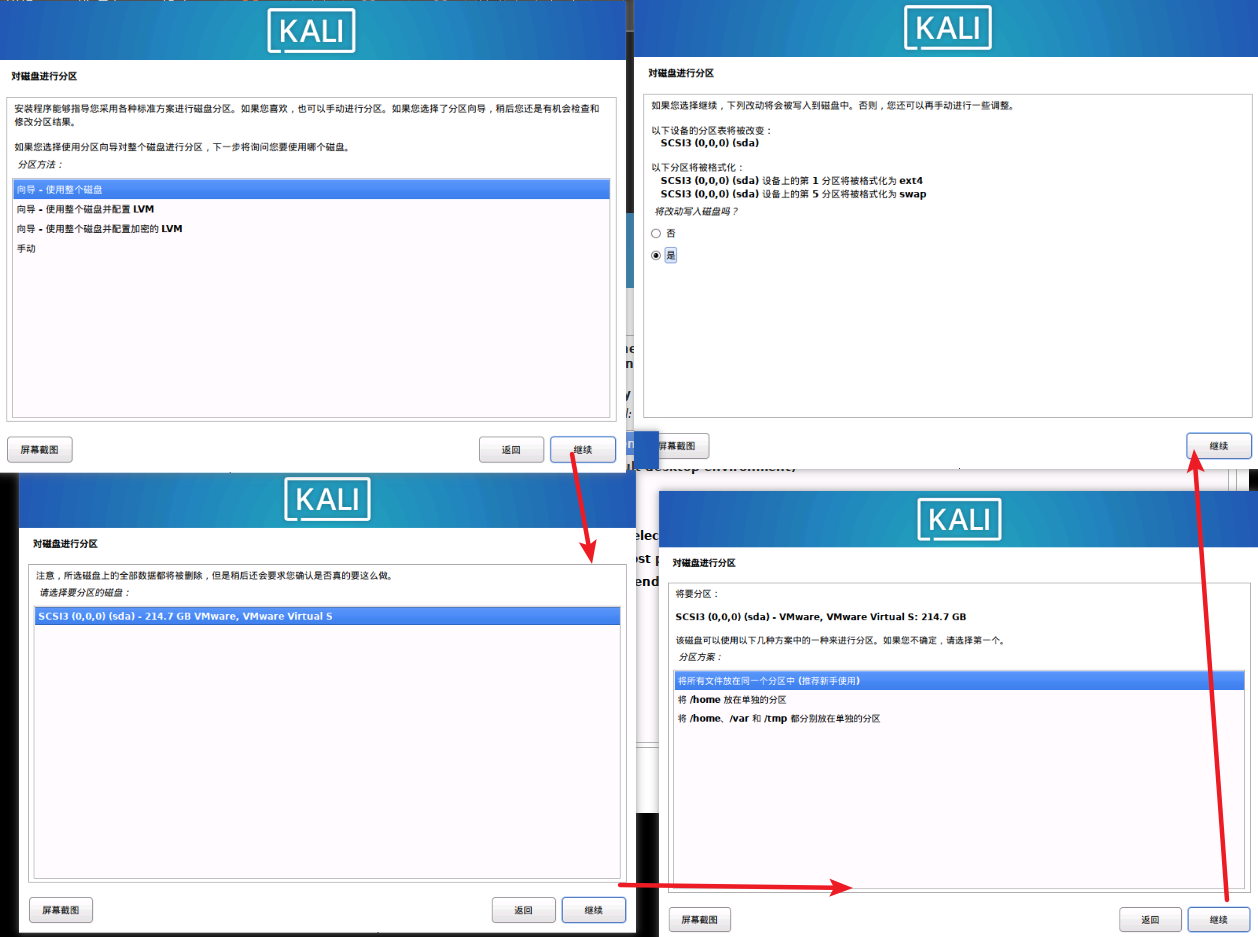 KALI
对磁盘进行分区
安装程序能够指导您采用各种标准方案进行磁盘分区。如果您喜欢，也可以手动进行分区。如果您选择了分区向导，稍后您还是有机会检查和
修改分区结果。
如果您选择使用分区向导对整个磁盘进行分区，下一步将询问您要使用哪个磁盘。
分区方法：
向导 - 使用整个磁盘
向导 - 使用整个磁盘并配置 LVM
向导 - 使用整个磁盘并配置加密的 LVM
手动
屏幕截图
返回
继续
KALI
对磁盘进行分区
注意，所选磁盘上的全部数据都将被删除，但是稍后还会要求您确认是否真的要这么做。
请选择要分区的磁盘：
SCSI3 (0,0,0) (sda) - 214.7 GB VMware, VMware Virtual S
屏幕截图
返回
继续
KALI
对磁盘进行分区
将要分区：
SCSI3 (0,0,0) (sda) - VMware, VMware Virtual S: 214.7 GB
该磁盘可以使用以下几种方案中的一种来进行分区。如果您不确定，请选择第一个。
分区方案：
将所有文件放在同一个分区中 (推荐新手使用)
将 /home 放在单独的分区
将 /home、/var 和 /tmp 都分别放在单独的分区
屏幕截图
返回
继续
KALI
对磁盘进行分区
如果您选择继续，下列改动将会被写入到磁盘中。否则，您还可以再手动进行一些调整。
以下设备的分区表将被改变：
SCSI3 (0,0,0) (sda)
以下分区将被格式化：
SCSI3 (0,0,0) (sda) 设备上的第 1 分区将被格式化为 ext4
SCSI3 (0,0,0) (sda) 设备上的第 5 分区将被格式化为 swap
将改动写入磁盘吗？
否
是
屏幕截图
继续
desktop environment)